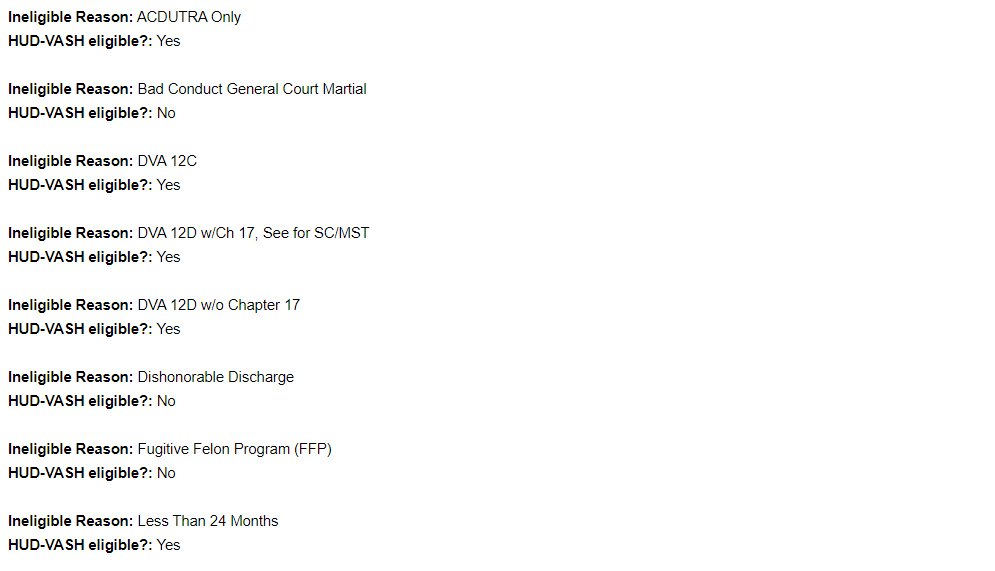 Ineligible Reason: ACDUTRA Only
HUD-VASH eligible?: Yes
Ineligible Reason: Bad Conduct General Court Martial
HUD-VASH eligible?: No
Ineligible Reason: DVA 12C
HUD-VASH eligible?: Yes
Ineligible Reason: DVA 12D w/Ch 17, See for SC/MST
HUD-VASH eligible?: Yes
Ineligible Reason: DVA 12D w/o Chapter 17
HUD-VASH eligible?: Yes
Ineligible Reason: Dishonorable Discharge
HUD-VASH eligible?: No
Ineligible Reason: Fugitive Felon Program (FFP)
HUD-VASH eligible?: No
Ineligible Reason: Less Than 24 Months
HUD-VASH eligible?: Yes